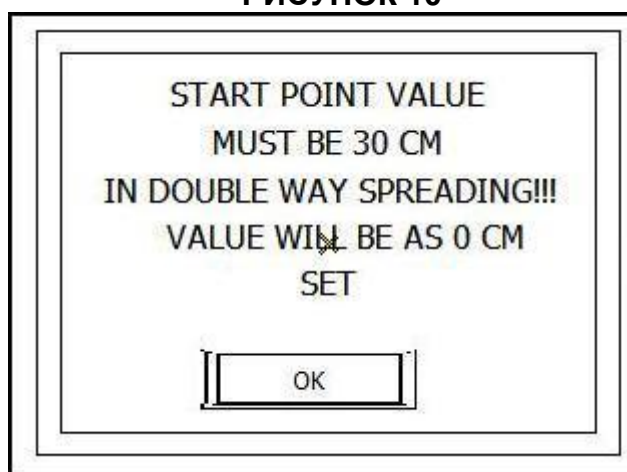 START POINT VALUE
MUST BE 30 CM
IN DOUBLE WAY SPREADING!!!
VALUE WILL BE AS 0 CM
SET
OK